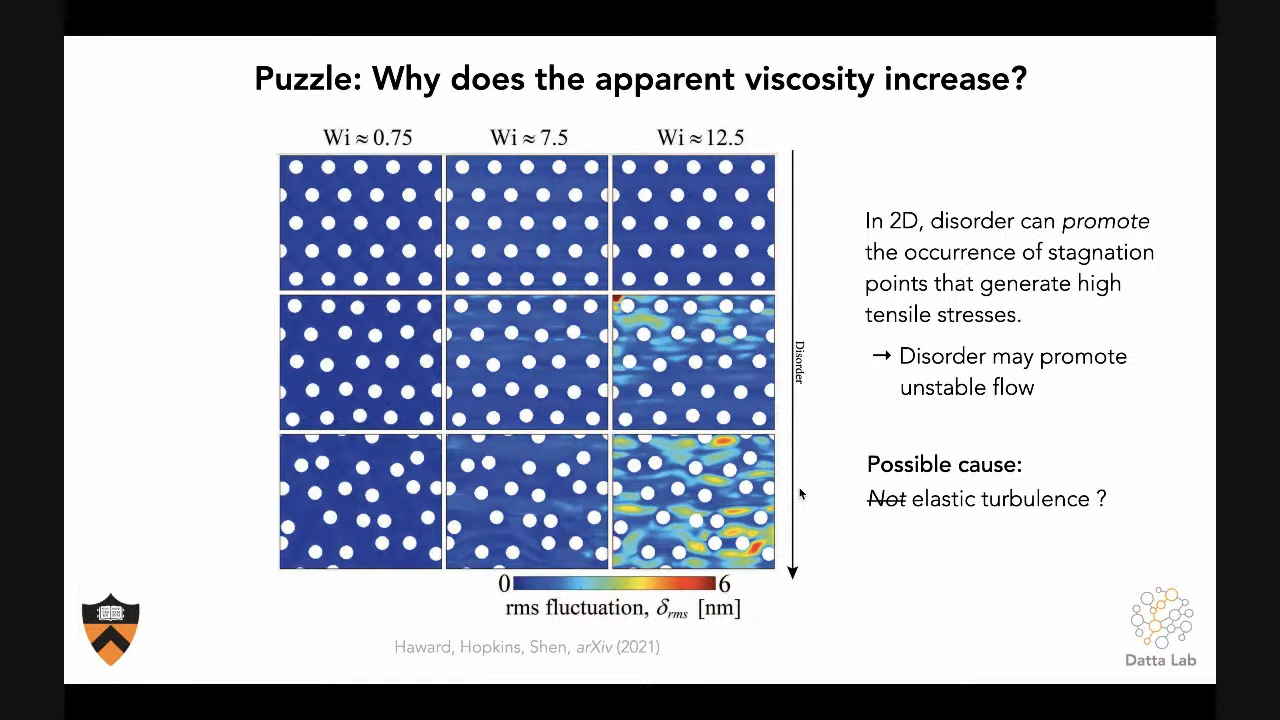 Puzzle: Why does the apparent viscosity increase?
Wi ≈ 0.75 Wi ≈ 7.5 Wi ≈ 12.5
In 2D, disorder can promote
the occurrence of stagnation
points that generate high
tensile stresses.
→ Disorder may promote
unstable flow
Disorder
Possible cause:
Not elastic turbulence ?
0 6
rms fluctuation, δrms [nm]
Haward, Hopkins, Shen, arXiv (2021)
Datta Lab